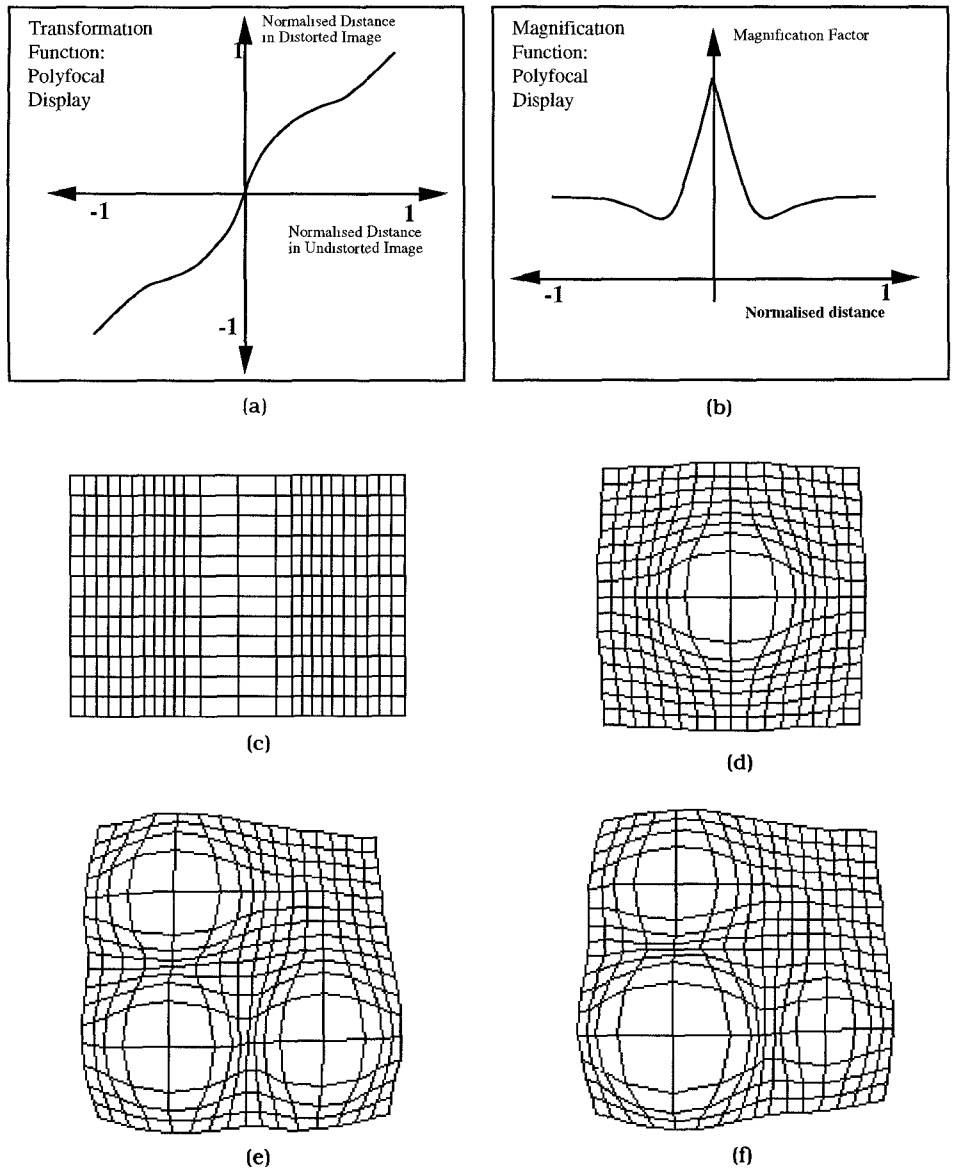 Transformation
Function:
Polyfocal
Display
Normalised Distance
in Distorted Image
1
-1
1
Normalised Distance
in Undistorted Image
-1
(a)
Magnification
Function:
Polyfocal
Display
Magnification Factor
-1
1
Normalised distance
(b)
(c)
(d)
(e)
(f)